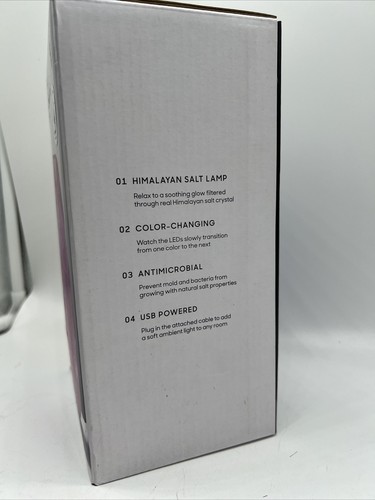 01 HIMALAYAN SALT LAMP
Relax to a soothing glow filtered
through real Himalayan salt crystal
02 COLOR-CHANGING
Watch the LEDs slowly transition
from one color to the next
03 ANTIMICROBIAL
Prevent mold and bacteria from
growing with natural salt properties
04 USB POWERED
Plug in the attached cable to add
a soft ambient light to any room